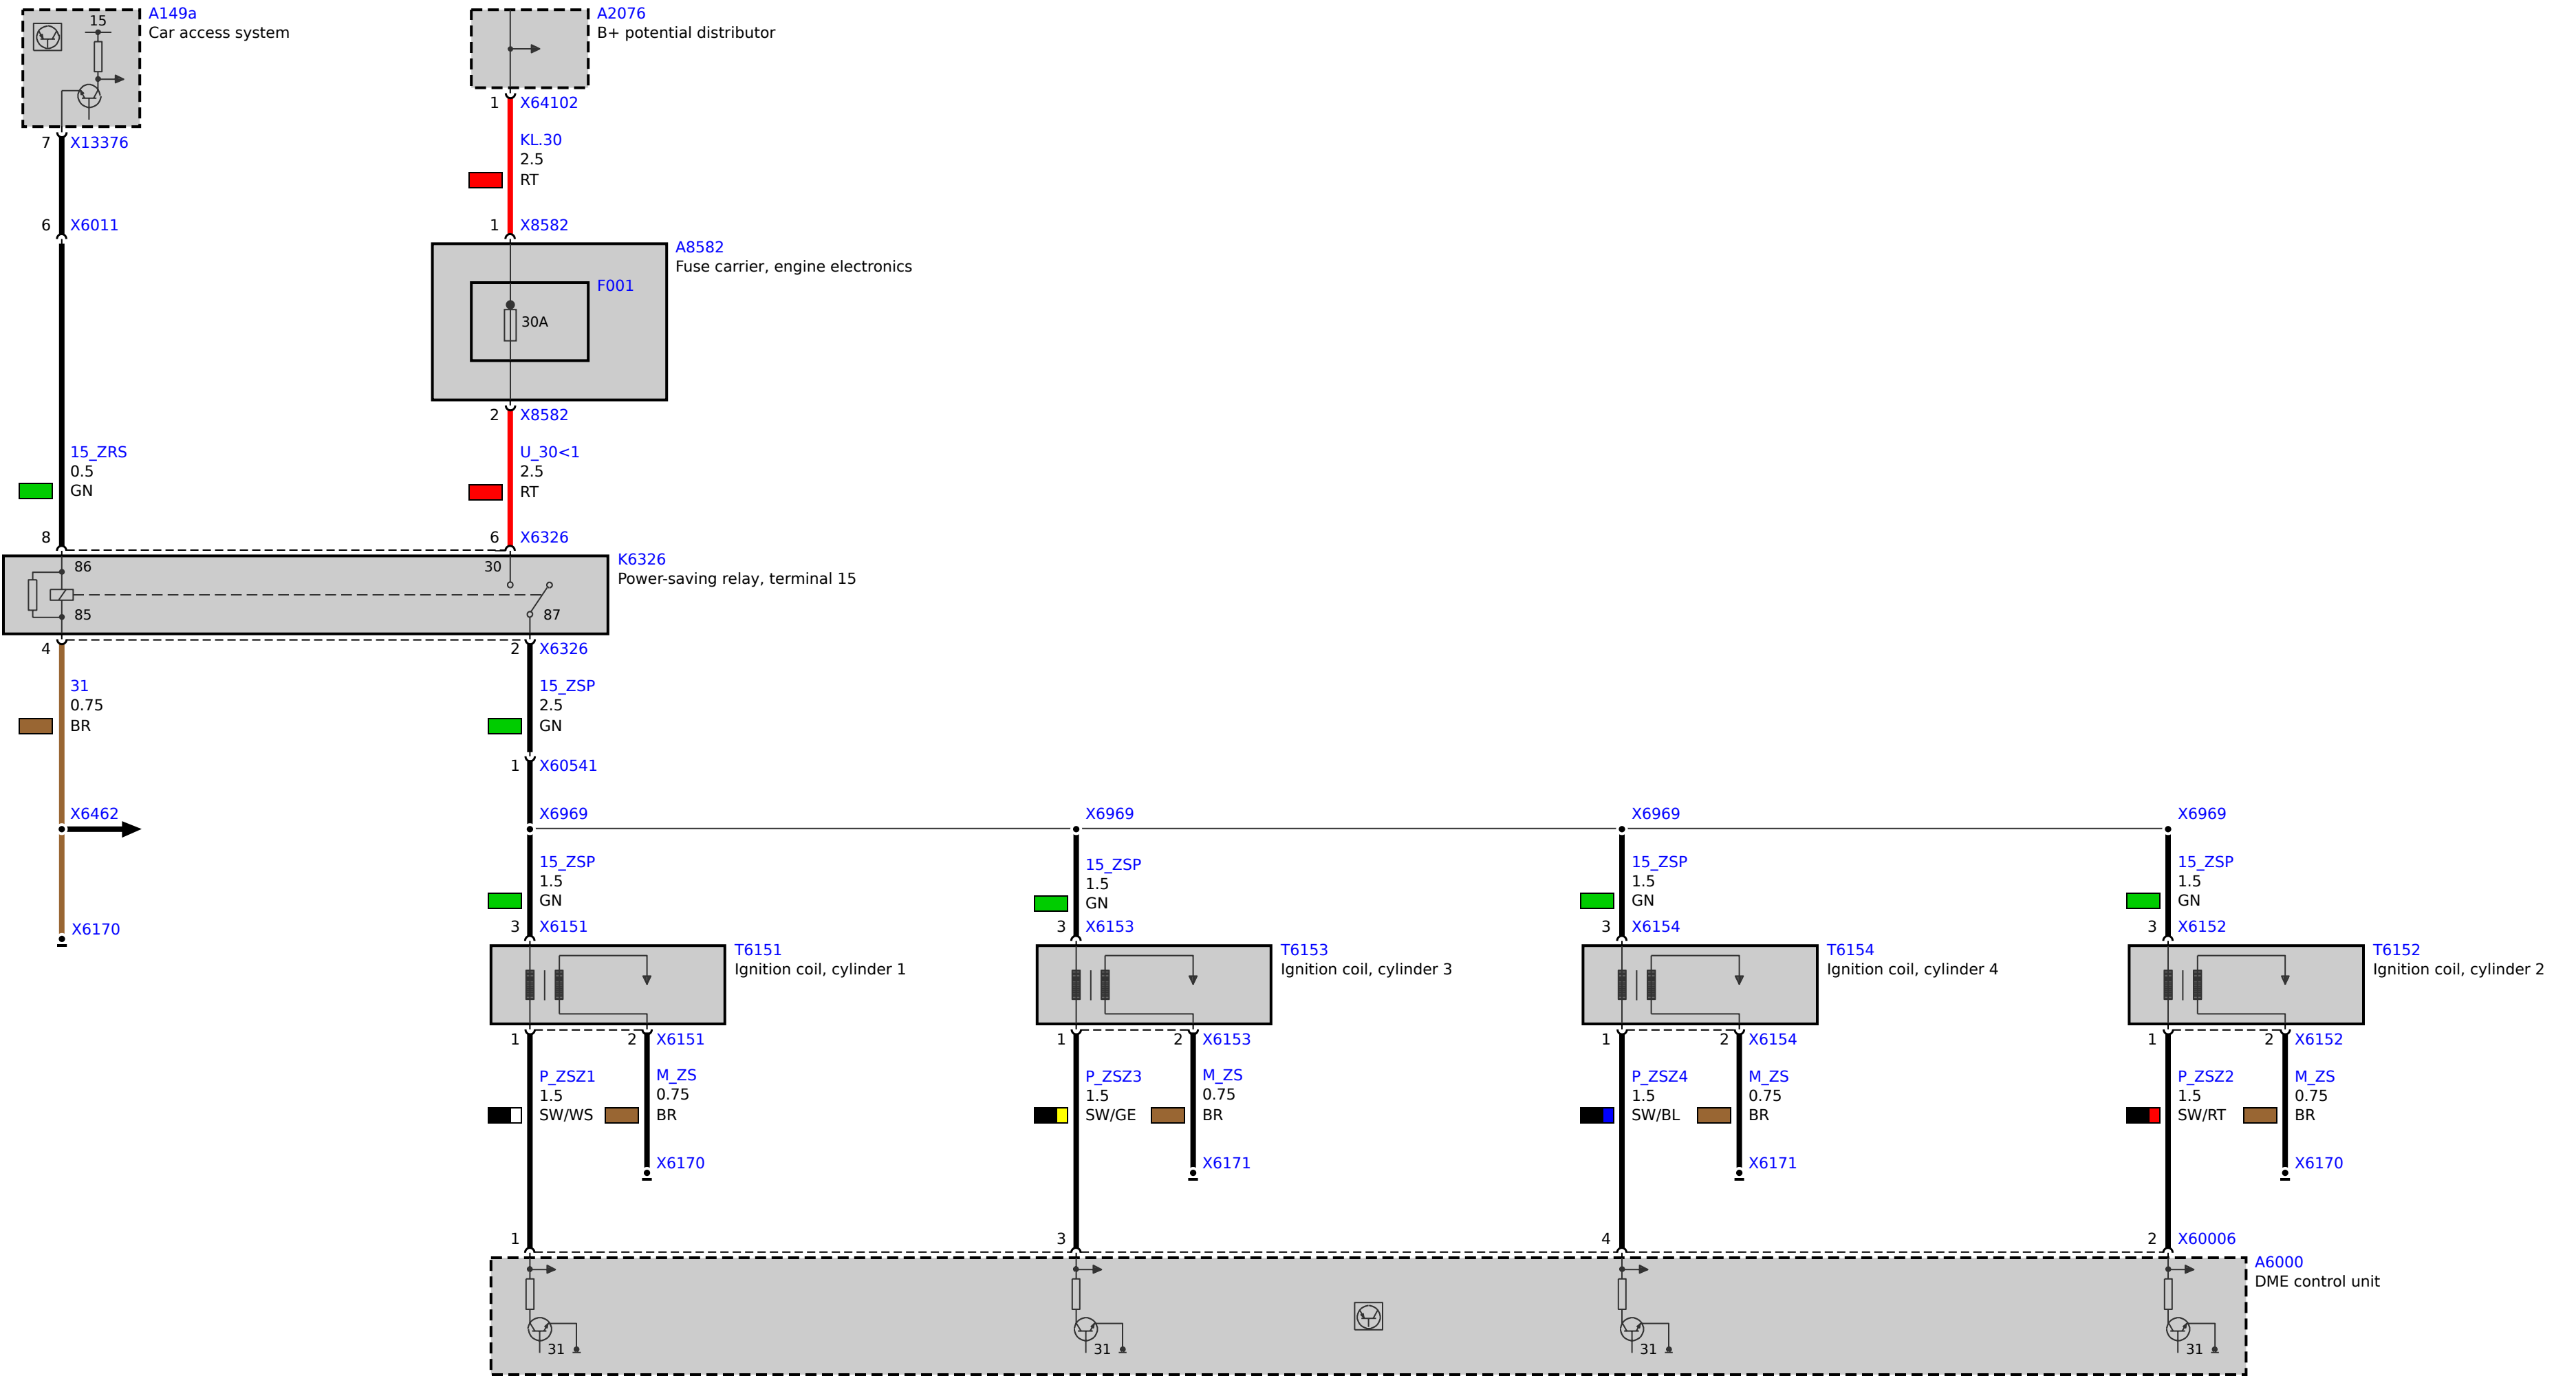 15
A149a
Car access system
A2076
B+ potential distributor
7 X13376
1 X64102
KL.30
2.5
RT
6 X6011
1 X8582
A8582
Fuse carrier, engine electronics
F001
30A
2 X8582
15_ZRS
0.5
GN
U_30<1
2.5
RT
8
6 X6326
K6326
Power-saving relay, terminal 15
86
30
85
87
4
2 X6326
31
0.75
BR
15_ZSP
2.5
GN
1 X60541
X6462
X6969
X6969
X6969
X6969
15_ZSP
1.5
GN
15_ZSP
1.5
GN
15_ZSP
1.5
GN
15_ZSP
1.5
GN
X6170
3 X6151
3 X6153
3 X6154
3 X6152
T6151
Ignition coil, cylinder 1
T6153
Ignition coil, cylinder 3
T6154
Ignition coil, cylinder 4
T6152
Ignition coil, cylinder 2
1
2 X6151
1
2 X6153
1
2 X6154
1
2 X6152
P_ZSZ1
1.5
SW/WS
M_ZS
0.75
BR
P_ZSZ3
1.5
SW/GE
M_ZS
0.75
BR
P_ZSZ4
1.5
SW/BL
M_ZS
0.75
BR
P_ZSZ2
1.5
SW/RT
M_ZS
0.75
BR
X6170
X6171
X6171
X6170
1
3
4
2 X60006
A6000
DME control unit
31
31
31
31